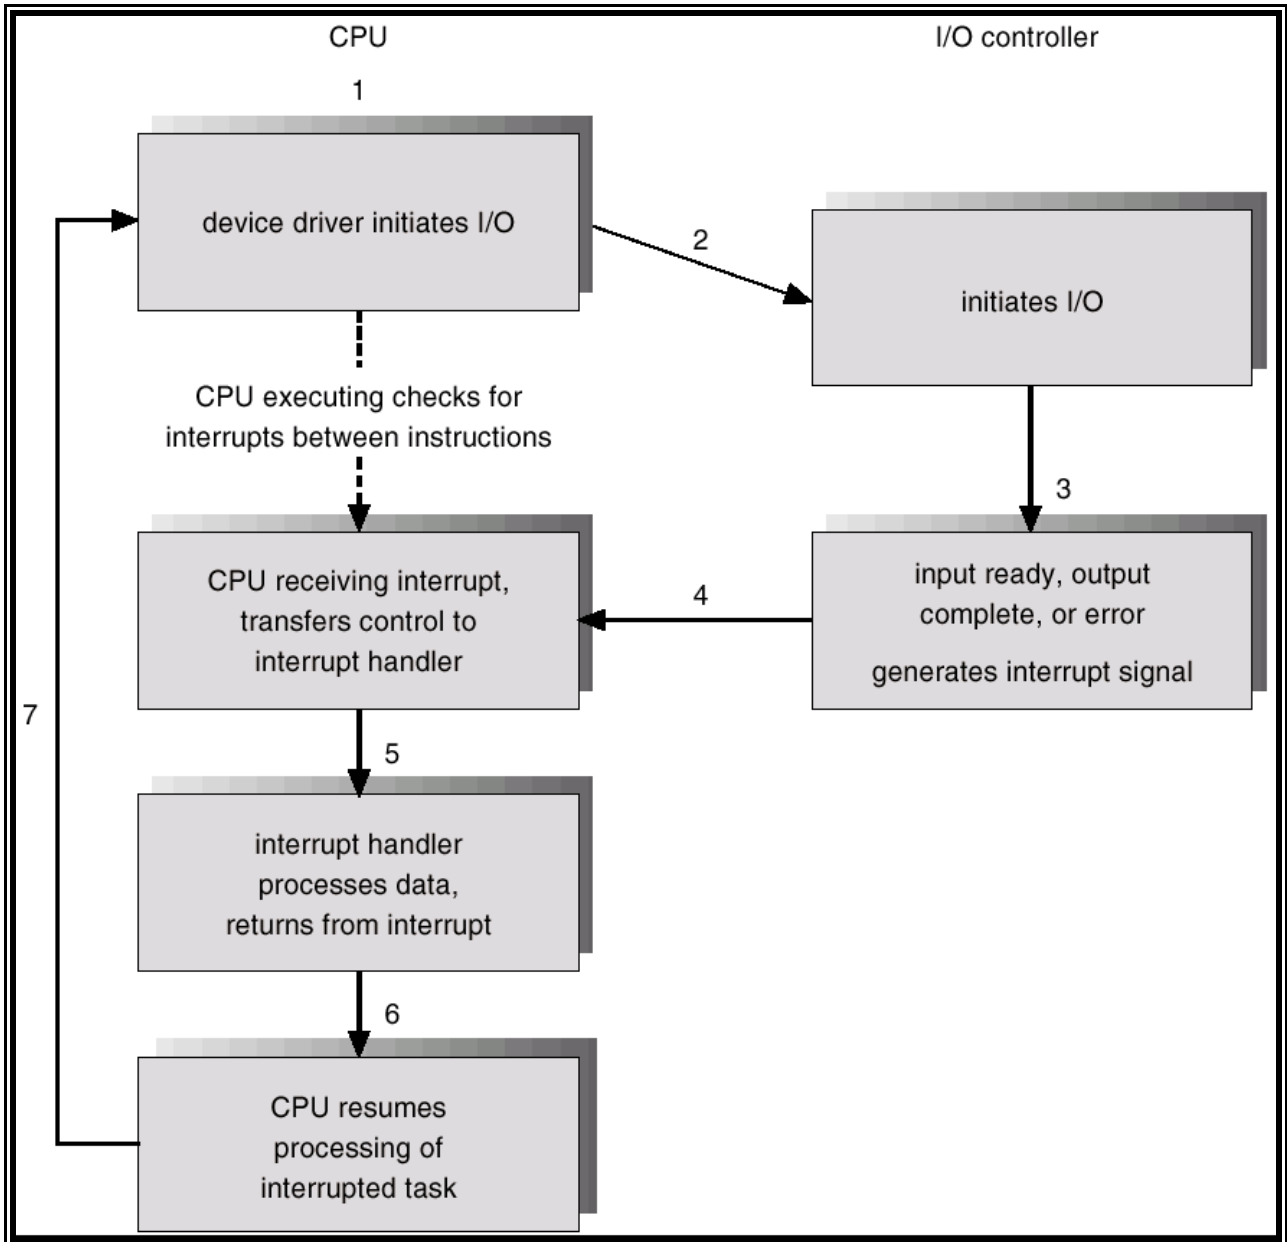 CPU
I/O controller
1
device driver initiates I/O
2
initiates I/O
CPU executing checks for
interrupts between instructions
3
CPU receiving interrupt,
transfers control to
interrupt handler
4
input ready, output
complete, or error
generates interrupt signal
7
5
interrupt handler
processes data,
returns from interrupt
6
CPU resumes
processing of
interrupted task